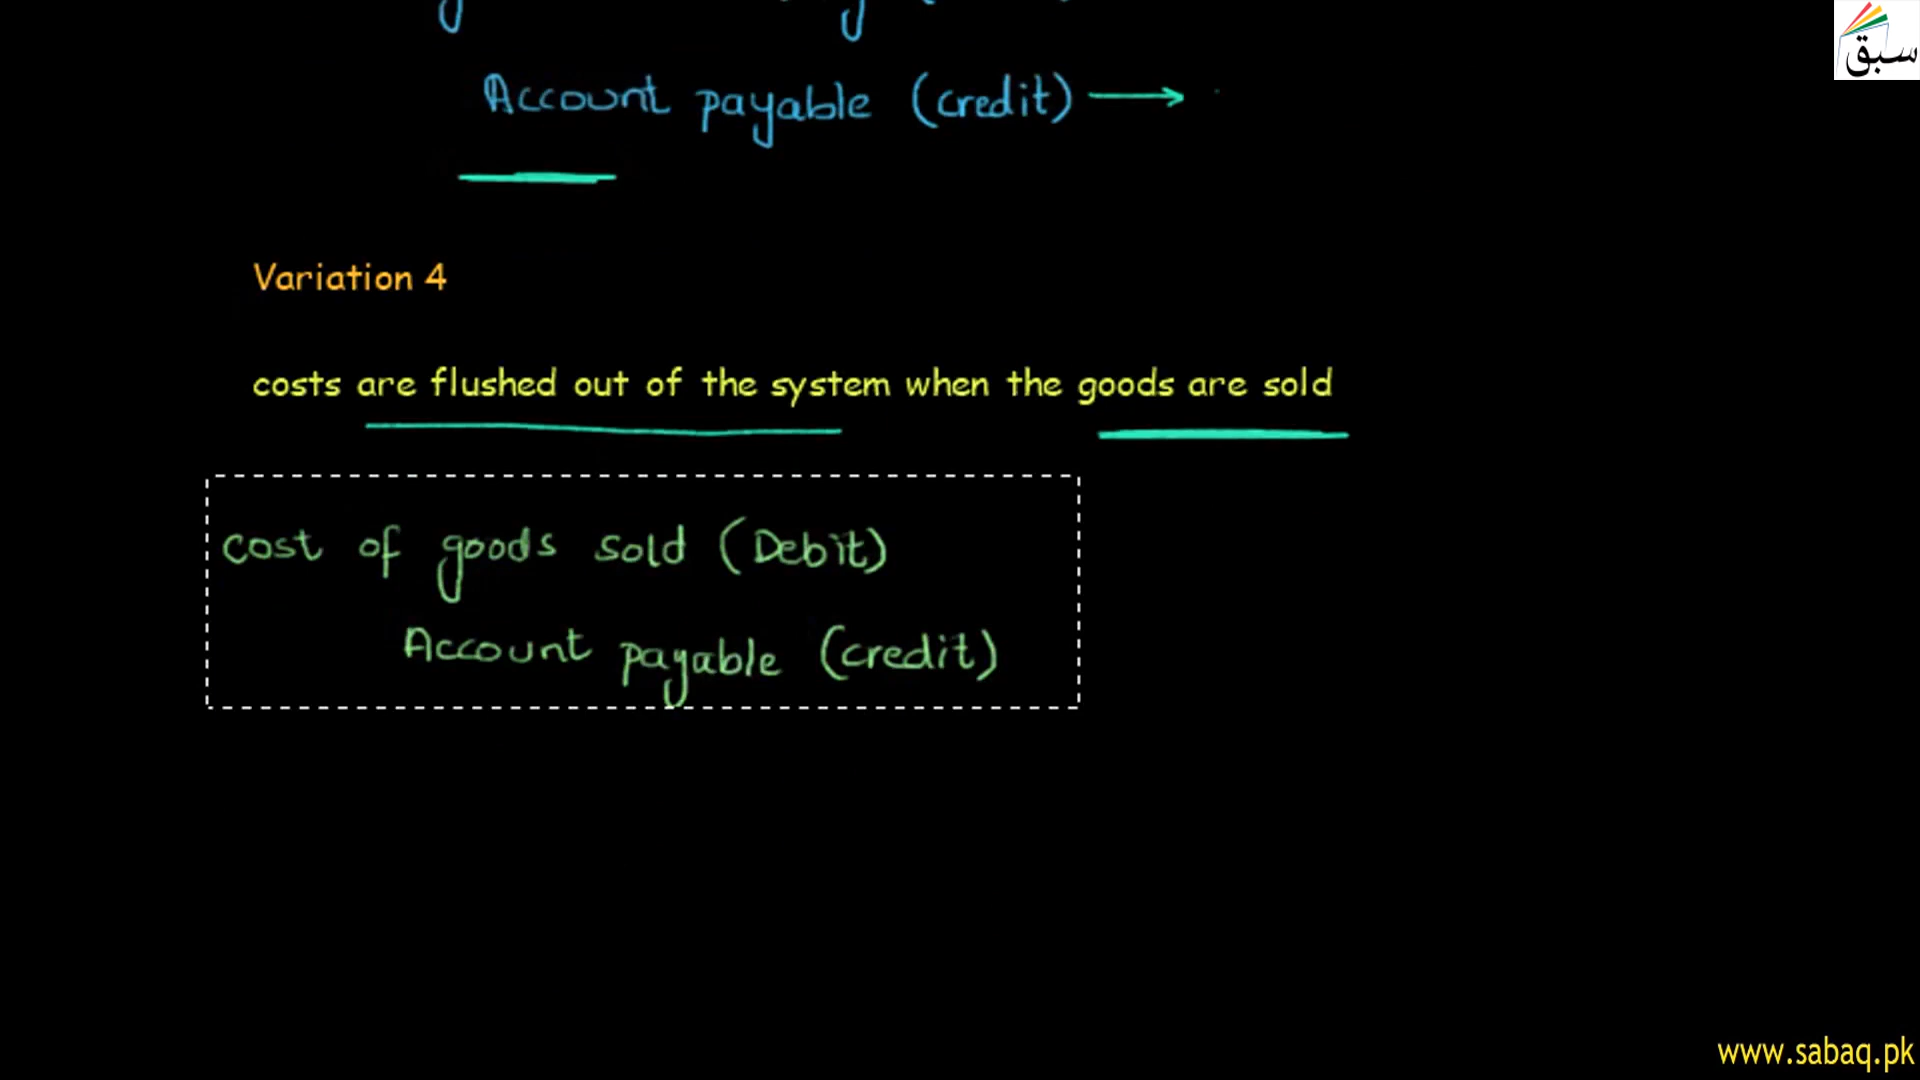 سبق
Account payable (credit)
Variation 4
costs are flushed out of the system when the goods are sold
cost of goods sold (Debit)
Account payable (credit)
www.sabaq.pk